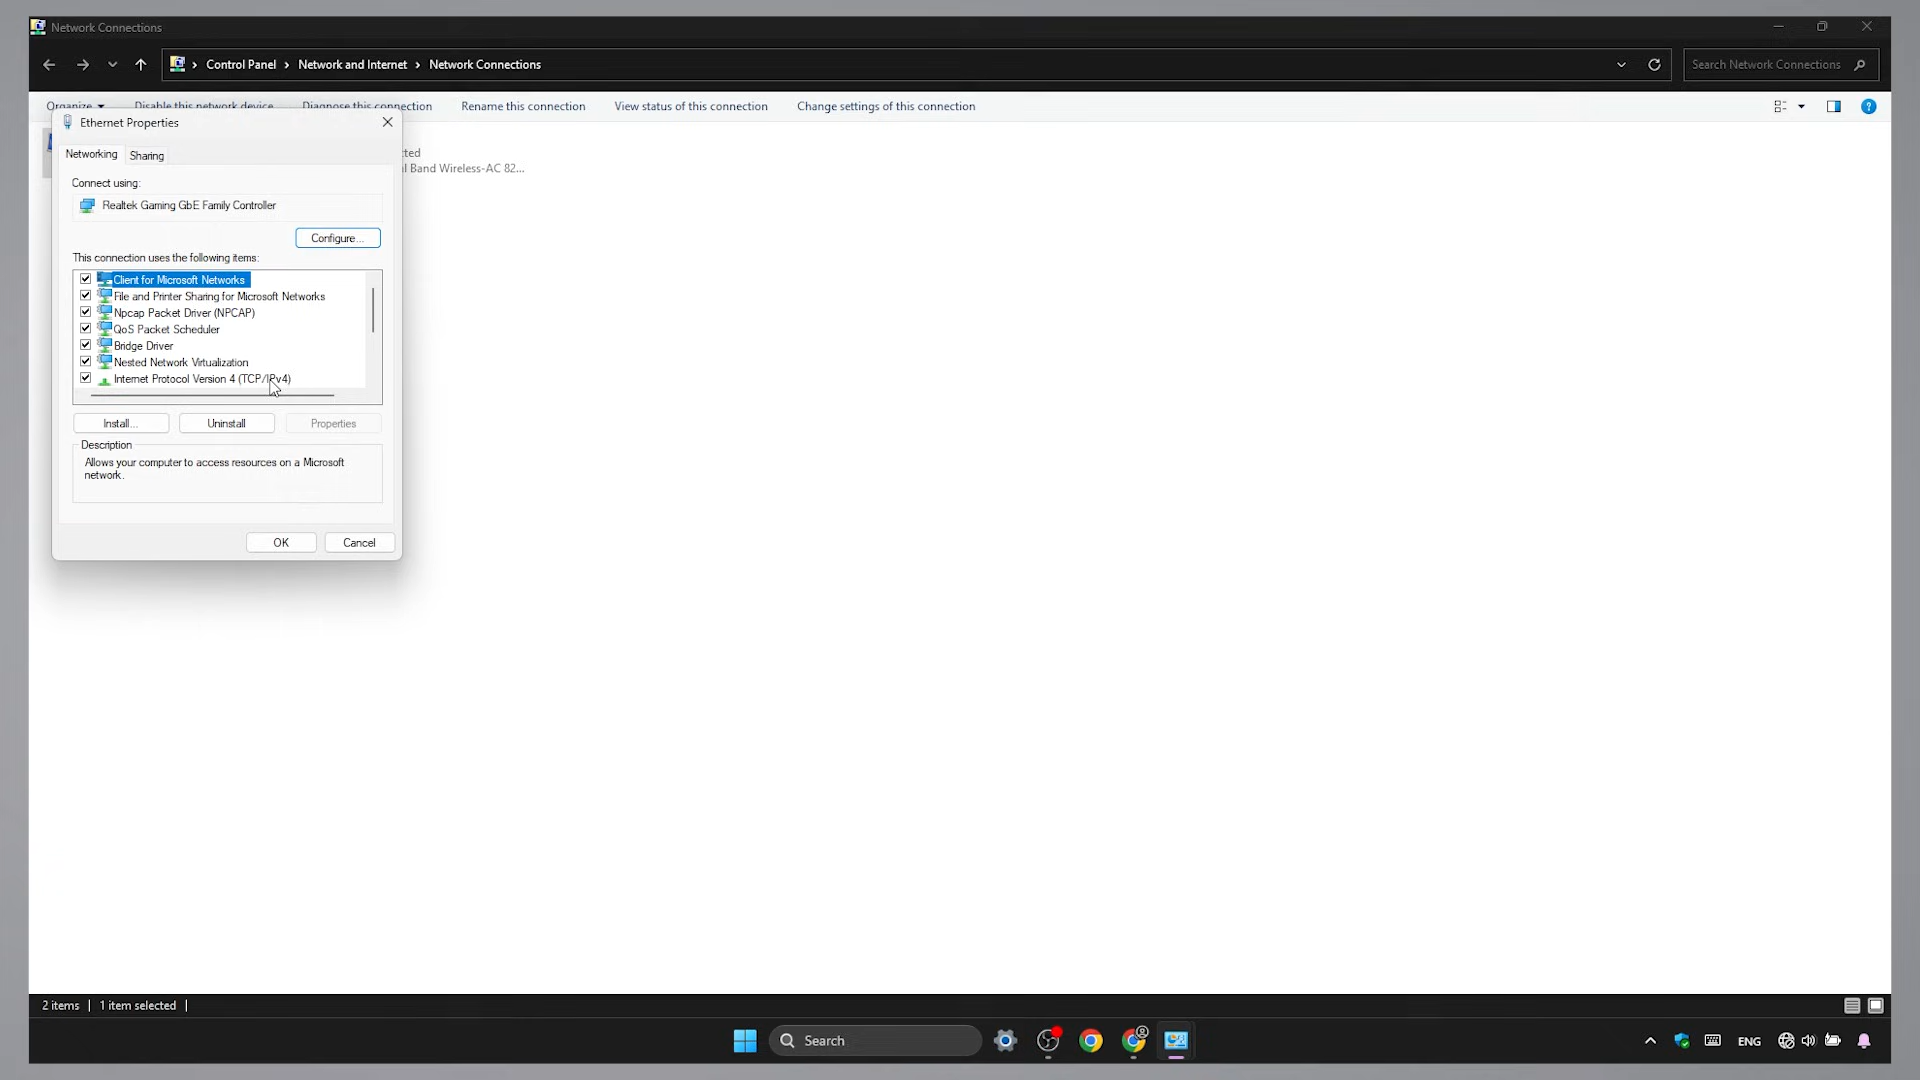 Network Connections
Control Panel > Network and Internet > Network Connections
Search Network Connections
Organize Disable this network device Diagnose this connection Rename this connection View status of this connection Change settings of this connection
Ethernet Properties
Networking Sharing
Connect using:
Realtek Gaming GbE Family Controller
Configure...
This connection uses the following items:
Client for Microsoft Networks
File and Printer Sharing for Microsoft Networks
Npcap Packet Driver (NPCAP)
QoS Packet Scheduler
Bridge Driver
Nested Network Virtualization
Internet Protocol Version 4 (TCP/IPv4)
Install... Uninstall Properties
Description
Allows your computer to access resources on a Microsoft
network.
OK Cancel
cted
l Band Wireless-AC 82...
2 items | 1 item selected |
Search
ENG